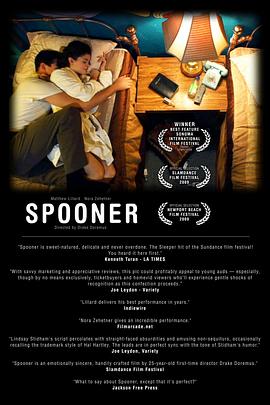 WINNER
BEST FEATURE
SONOMA
INTERNATIONAL
FILM FESTIVAL
OFFICIAL SELECTION
SLAMDANCE
FILM FESTIVAL
2009
OFFICIAL SELECTION
NEWPORT BEACH
FILM FESTIVAL
2009
Matthew Lillard Nora Zehetner
SPOONER
Directed by Drake Doremus
"Spooner is sweet-natured, delicate and never overdone. The Sleeper hit of the Sundance film festival!
You heard it here first."
Kenneth Turan - LA TIMES
"With savvy marketing and appreciative reviews, this pic could profitably appeal to young auds — especially,
though by no means exclusively, ticketbuyers and homevid viewers who'll experience gentle shocks of
recognition as this confection proceeds."
Joe Leydon - Variety
"Lillard delivers his best performance in years."
Indiewire
"Nora Zehetner gives an incredible performance."
Filmarcade.net
"Lindsay Stidham's script percolates with straight-faced absurdities and amusing non-sequiturs, occasionally
recalling the trademark style of Hal Hartley. The leads are in perfect sync with the tone of Stidham's humor."
Joe Leydon, Variety
"Spooner is an emotionally sincere, handily crafted film by 25-year-old first-time director Drake Doremus."
Slamdance Film Festival
"What to say about Spooner, except that it's perfect?"
Jackson Free Press